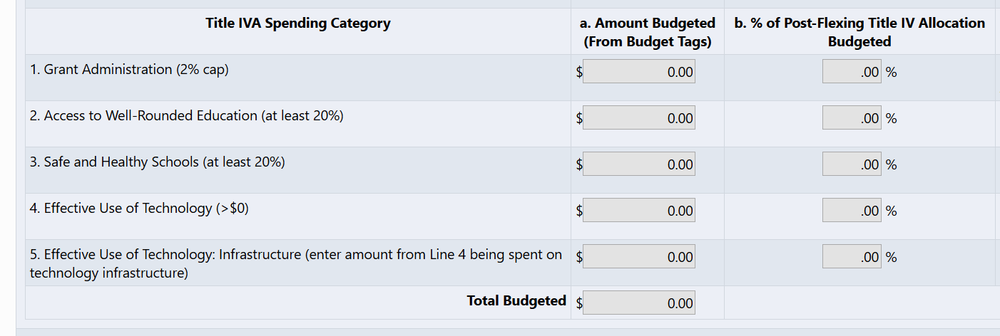 Title IVA Spending Category
a. Amount Budgeted
(From Budget Tags)
b. % of Post-Flexing Title IV Allocation
Budgeted
1. Grant Administration (2% cap)
$ 0.00
.00 %
2. Access to Well-Rounded Education (at least 20%)
$ 0.00
.00 %
3. Safe and Healthy Schools (at least 20%)
$ 0.00
.00 %
4. Effective Use of Technology (>$0)
$ 0.00
.00 %
5. Effective Use of Technology: Infrastructure (enter amount from Line 4 being spent on
technology infrastructure)
$ 0.00
.00 %
Total Budgeted
$ 0.00